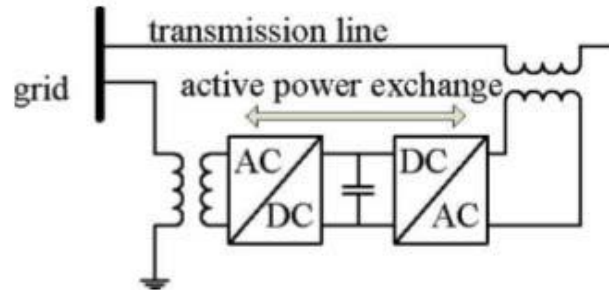 transmission line
grid
active power exchange
AC
DC
DC
AC